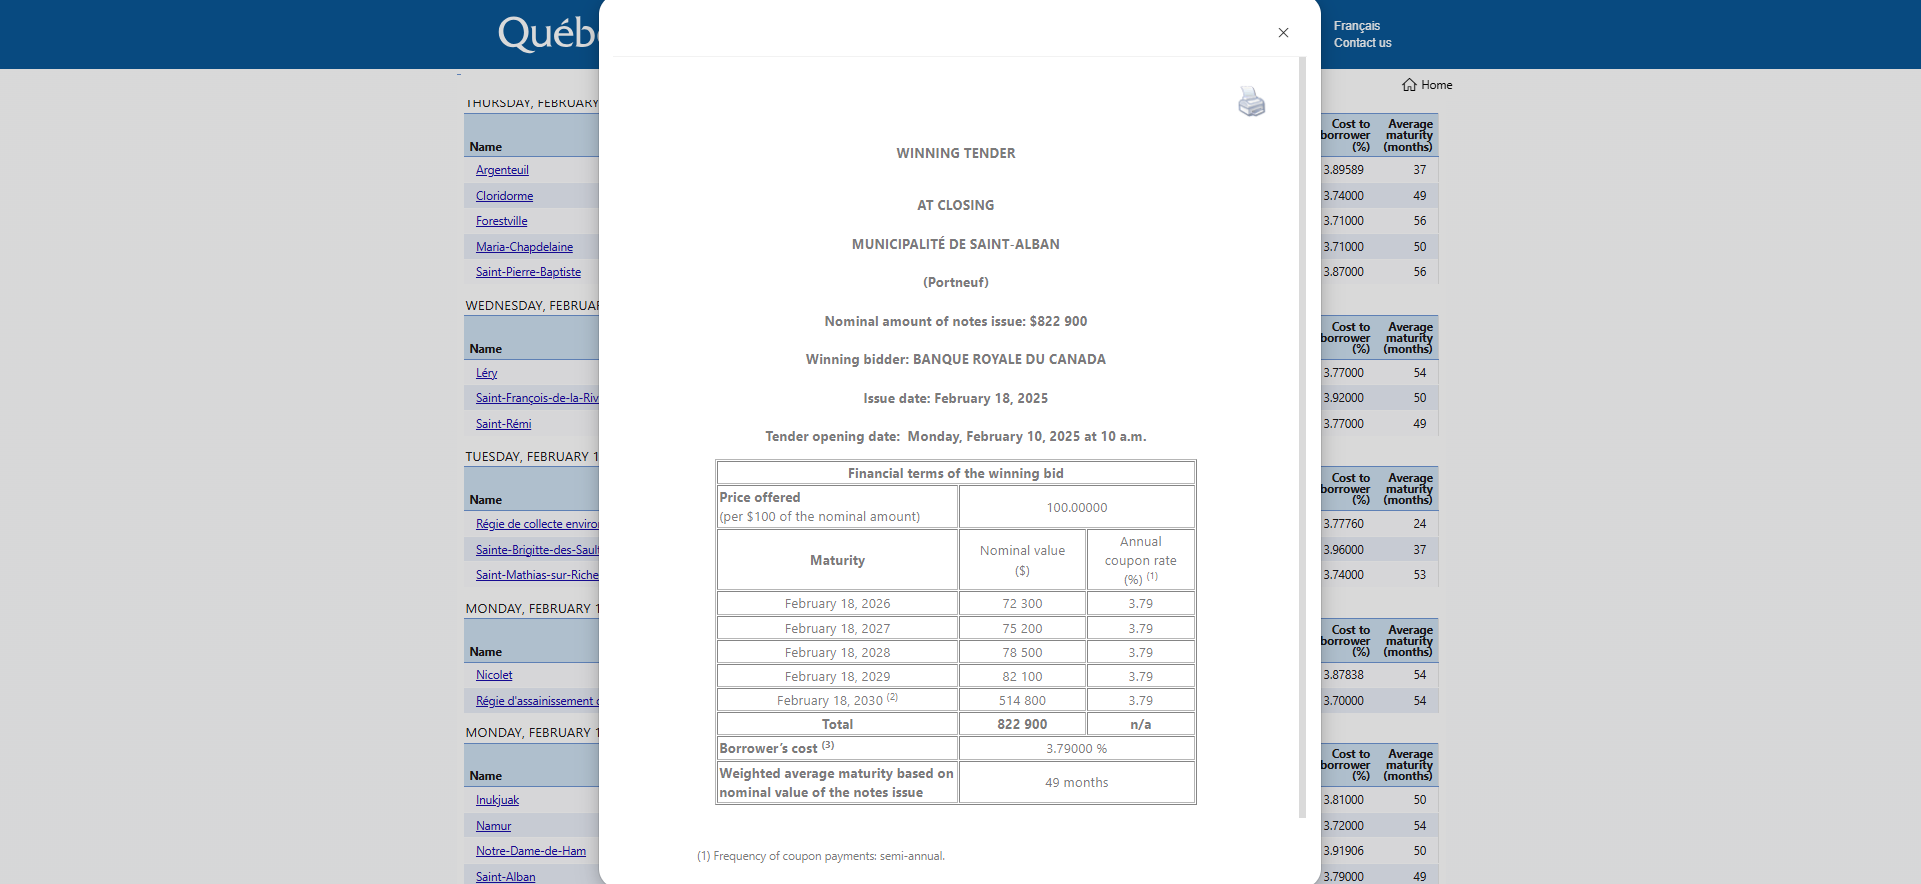 Québ
Français
Contact us
Home
THURSDAY, FEBRUARY
Name
Cost to borrower (%)
Average maturity (months)
Argenteuil 3.89589 37
Cloridorme 3.74000 49
Forestville 3.71000 56
Maria-Chapdelaine 3.71000 50
Saint-Pierre-Baptiste 3.87000 56
WEDNESDAY, FEBRUA
Name
Cost to borrower (%)
Average maturity (months)
Léry 3.77000 54
Saint-François-de-la-Riv 3.92000 50
Saint-Rémi 3.77000 49
TUESDAY, FEBRUARY 1
Name
Cost to borrower (%)
Average maturity (months)
Régie de collecte enviro 3.77760 24
Sainte-Brigitte-des-Saul 3.96000 37
Saint-Mathias-sur-Riche 3.74000 53
MONDAY, FEBRUARY 1
Name
Cost to borrower (%)
Average maturity (months)
Nicolet 3.87838 54
Régie d'assainissement 3.70000 54
MONDAY, FEBRUARY 1
Name
Cost to borrower (%)
Average maturity (months)
Inukjuak 3.81000 50
Namur 3.72000 54
Notre-Dame-de-Ham 3.91906 50
Saint-Alban 3.79000 49
WINNING TENDER
AT CLOSING
MUNICIPALITÉ DE SAINT-ALBAN
(Portneuf)
Nominal amount of notes issue: $822 900
Winning bidder: BANQUE ROYALE DU CANADA
Issue date: February 18, 2025
Tender opening date: Monday, February 10, 2025 at 10 a.m.
Financial terms of the winning bid
Price offered
(per $100 of the nominal amount) 100.00000
Maturity
Nominal value
($)
Annual
coupon rate
(%) (1)
February 18, 2026 72 300 3.79
February 18, 2027 75 200 3.79
February 18, 2028 78 500 3.79
February 18, 2029 82 100 3.79
February 18, 2030 (2) 514 800 3.79
Total 822 900 n/a
Borrower’s cost (3) 3.79000 %
Weighted average maturity based on
nominal value of the notes issue 49 months
(1) Frequency of coupon payments: semi-annual.